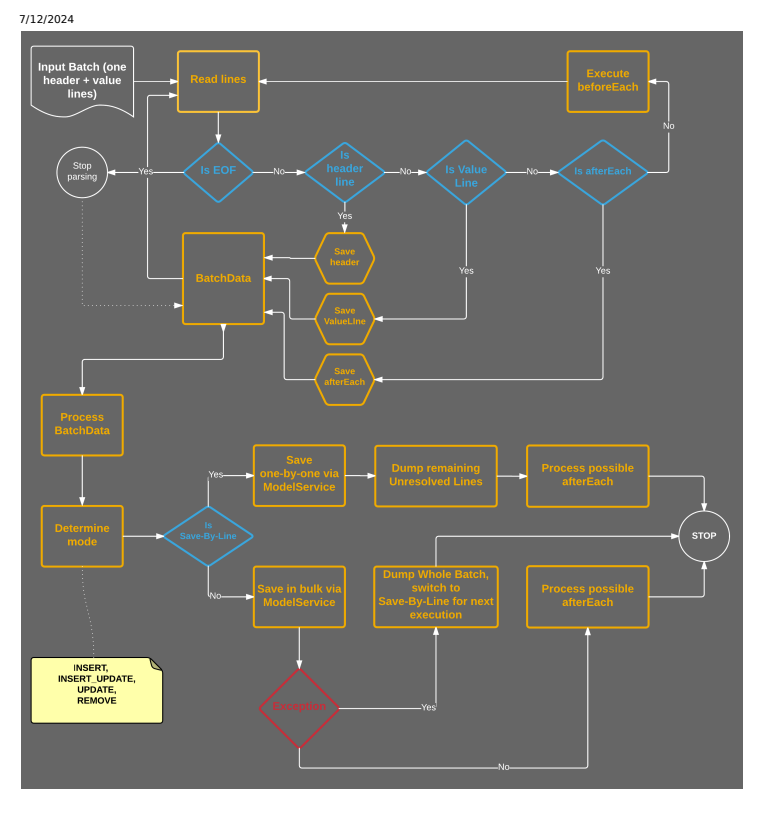 7/12/2024
Input Batch (one
header + value
lines)
Read lines
Execute
beforeEach
No
Stop
parsing
Yes
Is EOF
No
Is
header
line
No
Is Value
Line
No
Is afterEach
Yes
Save
header
BatchData
Yes
Yes
Save
ValueLIne
Save
afterEach
Process
BatchData
Save
one-by-one via
ModelService
Dump remaining
Unresolved Lines
Process possible
afterEach
Yes
Determine
mode
Is
Save-By-Line
STOP
No
Save in bulk via
ModelService
Dump Whole Batch,
switch to
Save-By-Line for next
execution
Process possible
afterEach
INSERT,
INSERT_UPDATE,
UPDATE,
REMOVE
Exception
Yes
No